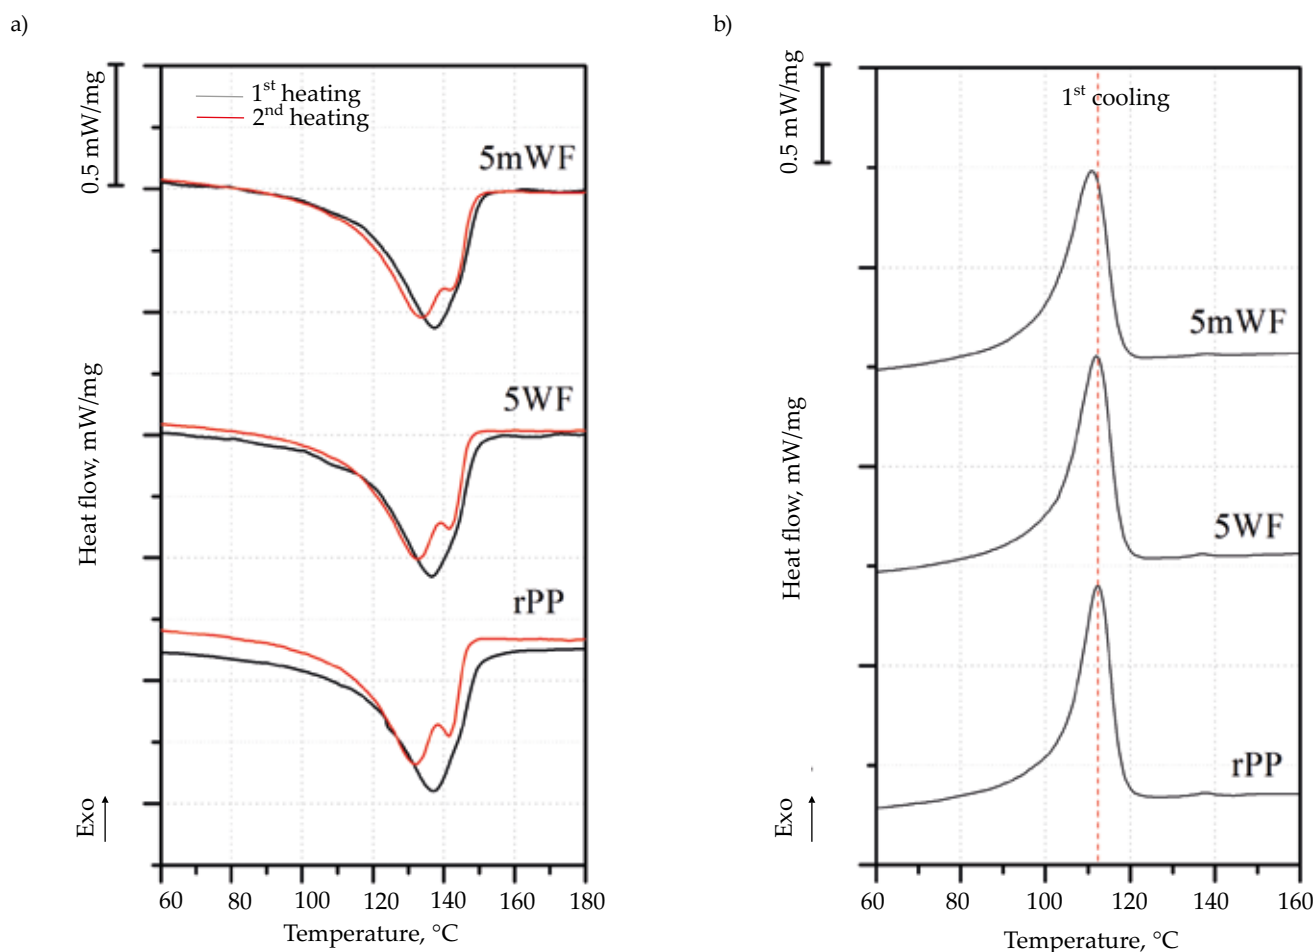 a)
0.5 mW/mg
1st heating
2nd heating
5mWF
5WF
rPP
Heat flow, mW/mg
Exo
60 80 100 120 140 160 180
Temperature, °C
b)
0.5 mW/mg
1st cooling
5mWF
5WF
rPP
Heat flow, mW/mg
Exo
60 80 100 120 140 160
Temperature, °C